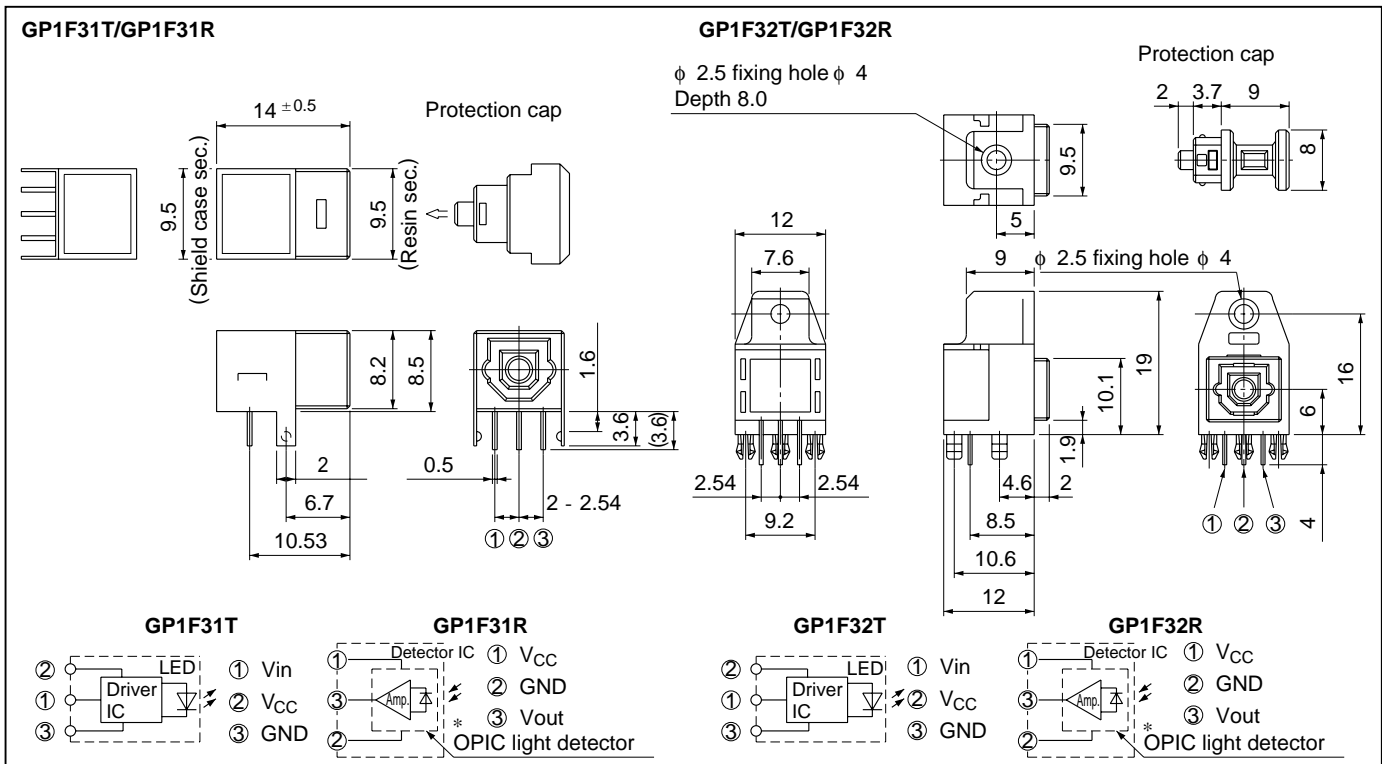 GP1F31T/GP1F31R
14 ±0.5
Protection cap
9.5
(Shield case sec.)
9.5
(Resin sec.)
8.2
8.5
1.6
3.6
(3.6)
2
0.5
6.7
2 - 2.54
10.53
① ② ③
GP1F32T/GP1F32R
φ 2.5 fixing hole φ 4
Depth 8.0
Protection cap
2 3.7 9
8
9.5
5
12
7.6
9
φ 2.5 fixing hole φ 4
19
10.1
16
6
1.9
2.54
2.54
4.6
2
9.2
8.5
① ② ③
4
10.6
12
GP1F31T
②
①
③
Driver
IC
LED
① Vin
② VCC
③ GND
GP1F31R
Detector IC
①
③
②
Amp.
① VCC
② GND
③ Vout
*
OPIC light detector
GP1F32T
②
①
③
Driver
IC
LED
① Vin
② VCC
③ GND
GP1F32R
Detector IC
①
③
②
Amp.
① VCC
② GND
③ Vout
*
OPIC light detector